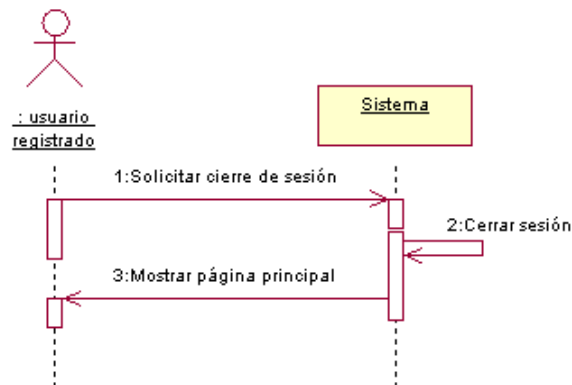 : usuario
registrado
Sistema
1:Solicitar cierre de sesión
2:Cerrar sesión
3:Mostrar página principal